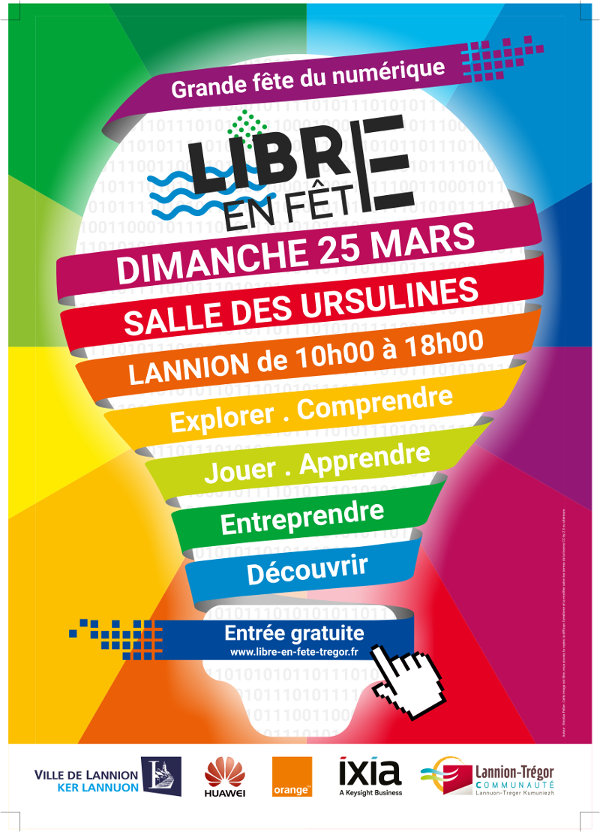 Grande fête du numérique
LIBRE
EN FÊTE
DIMANCHE 25 MARS
SALLE DES URSULINES
LANNION de 10h00 à 18h00
Explorer . Comprendre
Jouer . Apprendre
Entreprendre
Découvrir
Entrée gratuite
www.libre-en-fete-tregor.fr
VILLE DE LANNION
KER LANNUON
HUAWEI
orange™
ixia
A Keysight Business
Lannion-Trégor
COMMUNAUTÉ
Lannuon-Treger Kumuniezh